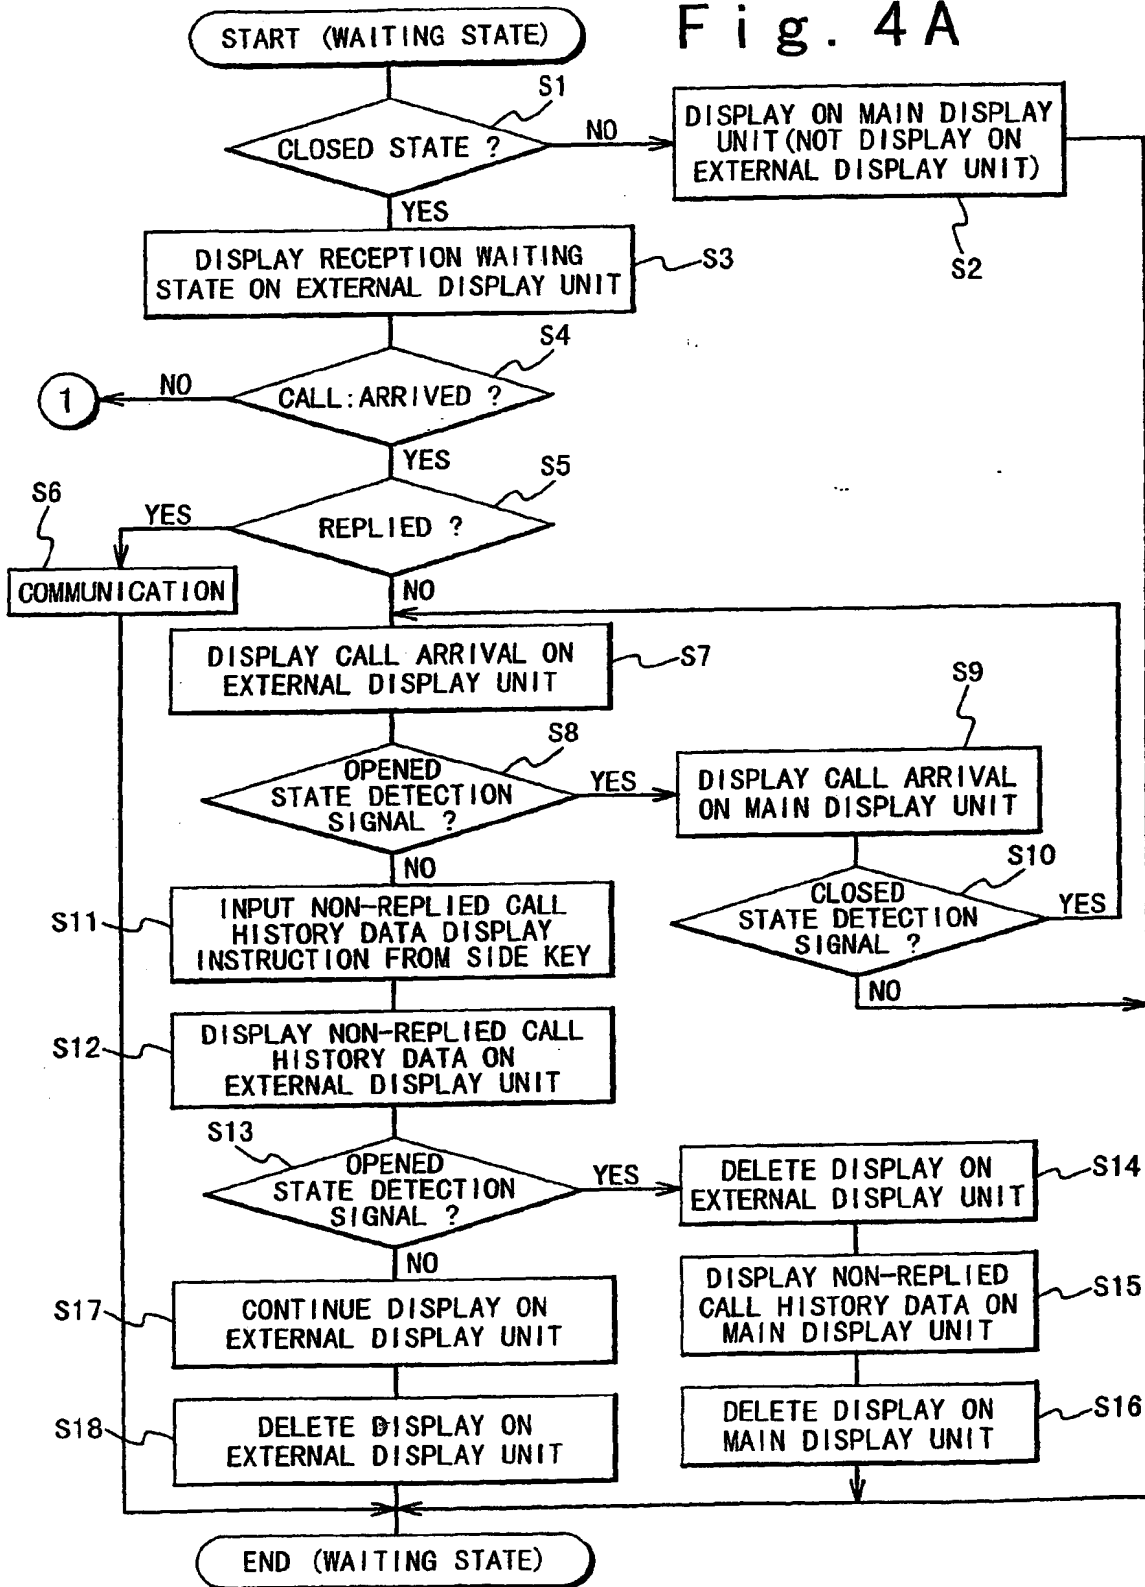 Fig. 4A
START (WAITING STATE)
S1
CLOSED STATE ?
NO
DISPLAY ON MAIN DISPLAY
UNIT (NOT DISPLAY ON
EXTERNAL DISPLAY UNIT)
S2
YES
DISPLAY RECEPTION WAITING
STATE ON EXTERNAL DISPLAY UNIT
S3
S4
CALL:ARRIVED ?
NO
1
YES
S5
REPLIED ?
YES
S6
COMMUNICATION
NO
DISPLAY CALL ARRIVAL ON
EXTERNAL DISPLAY UNIT
S7
S8
OPENED
STATE DETECTION
SIGNAL ?
YES
S9
DISPLAY CALL ARRIVAL
ON MAIN DISPLAY UNIT
S10
CLOSED
STATE DETECTION
SIGNAL ?
YES
NO
NO
S11
INPUT NON-REPLIED CALL
HISTORY DATA DISPLAY
INSTRUCTION FROM SIDE KEY
S12
DISPLAY NON-REPLIED CALL
HISTORY DATA ON
EXTERNAL DISPLAY UNIT
S13
OPENED
STATE DETECTION
SIGNAL ?
YES
DELETE DISPLAY ON
EXTERNAL DISPLAY UNIT
S14
DISPLAY NON-REPLIED
CALL HISTORY DATA ON
MAIN DISPLAY UNIT
S15
DELETE DISPLAY ON
MAIN DISPLAY UNIT
S16
NO
S17
CONTINUE DISPLAY ON
EXTERNAL DISPLAY UNIT
S18
DELETE DISPLAY ON
EXTERNAL DISPLAY UNIT
END (WAITING STATE)